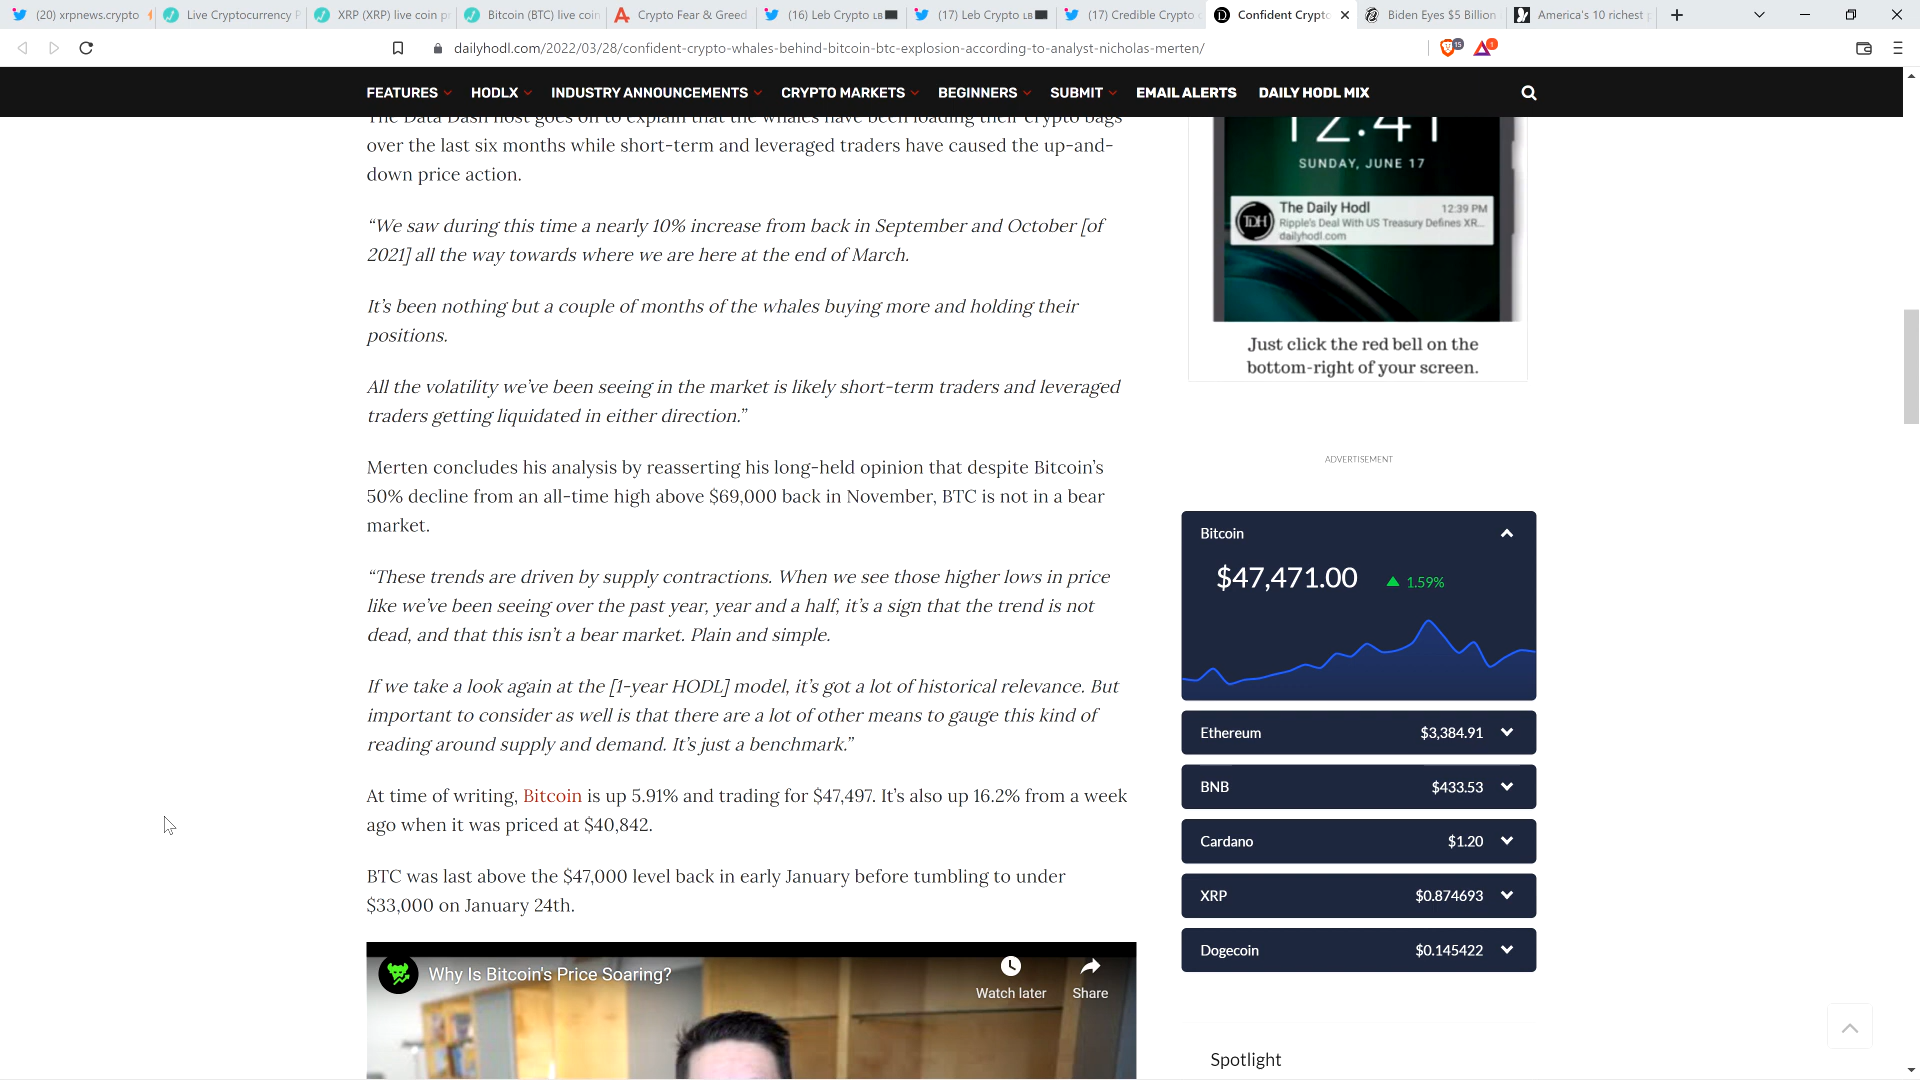 (20) xrpnews.crypto
Live Cryptocurrency P
XRP (XRP) live coin pr
Bitcoin (BTC) live coin
Crypto Fear & Greed
(16) Leb Crypto LB
(17) Leb Crypto LB
(17) Credible Crypto
Confident Crypto
Biden Eyes $5 Billion
America's 10 richest
dailyhodl.com/2022/03/28/confident-crypto-whales-behind-bitcoin-btc-explosion-according-to-analyst-nicholas-merten/
15
1
FEATURES
HODLX
INDUSTRY ANNOUNCEMENTS
CRYPTO MARKETS
BEGINNERS
SUBMIT
EMAIL ALERTS
DAILY HODL MIX
The Data Dash host goes on to explain that the whales have been loading their crypto bags
over the last six months while short-term and leveraged traders have caused the up-and-
down price action.
“We saw during this time a nearly 10% increase from back in September and October [of
2021] all the way towards where we are here at the end of March.
It’s been nothing but a couple of months of the whales buying more and holding their
positions.
All the volatility we’ve been seeing in the market is likely short-term traders and leveraged
traders getting liquidated in either direction.”
Merten concludes his analysis by reasserting his long-held opinion that despite Bitcoin’s
50% decline from an all-time high above $69,000 back in November, BTC is not in a bear
market.
“These trends are driven by supply contractions. When we see those higher lows in price
like we’ve been seeing over the past year, year and a half, it’s a sign that the trend is not
dead, and that this isn’t a bear market. Plain and simple.
If we take a look again at the [1-year HODL] model, it’s got a lot of historical relevance. But
important to consider as well is that there are a lot of other means to gauge this kind of
reading around supply and demand. It’s just a benchmark.”
At time of writing, Bitcoin is up 5.91% and trading for $47,497. It’s also up 16.2% from a week
ago when it was priced at $40,842.
BTC was last above the $47,000 level back in early January before tumbling to under
$33,000 on January 24th.
Why Is Bitcoin's Price Soaring?
Watch later
Share
12:41
SUNDAY, JUNE 17
TDH
The Daily Hodl
12:39 PM
Ripple's Deal With US Treasury Defines XR...
dailyhodl.com
Just click the red bell on the
bottom-right of your screen.
ADVERTISEMENT
Bitcoin
$47,471.00
1.59%
Ethereum
$3,384.91
BNB
$433.53
Cardano
$1.20
XRP
$0.874693
Dogecoin
$0.145422
Spotlight